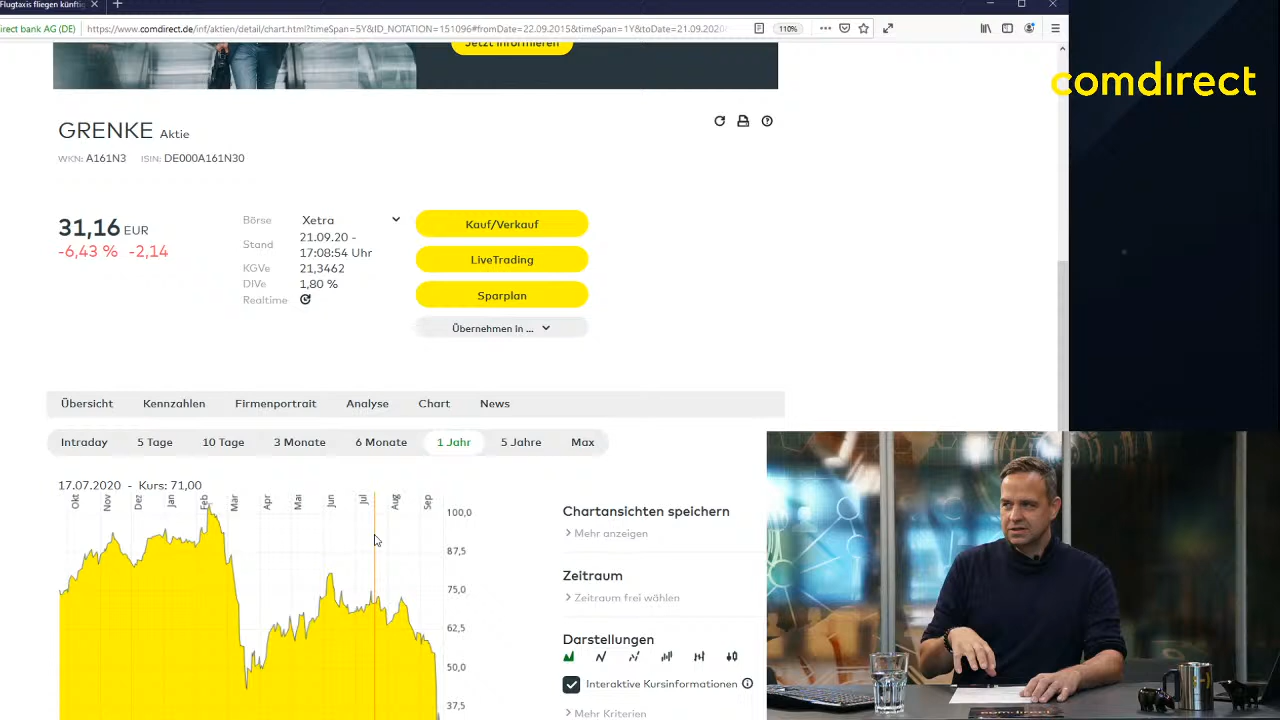 Flugtaxis fliegen künftig
direct bank AG (DE)
https://www.comdirect.de/inf/aktien/detail/chart.html?timeSpan=5Y&ID_NOTATION=151096#fromDate=22.09.2015&timeSpan=1Y&toDate=21.09.2020
110%
Jetzt informieren
comdirect
GRENKE Aktie
WKN: A161N3 ISIN: DE000A161N30
31,16 EUR
-6,43 % -2,14
Börse Xetra
Stand 21.09.20 -
17:08:54 Uhr
KGVe 21,3462
DIVe 1,80 %
Realtime
Kauf/Verkauf
LiveTrading
Sparplan
Übernehmen in ...
Übersicht Kennzahlen Firmenportrait Analyse Chart News
Intraday 5 Tage 10 Tage 3 Monate 6 Monate 1 Jahr 5 Jahre Max
17.07.2020 - Kurs: 71,00
Okt Nov Dez Jan Feb Mär Apr Mai Jun Jul Aug Sep
100,0
87,5
75,0
62,5
50,0
37,5
Chartansichten speichern
Mehr anzeigen
Zeitraum
Zeitraum frei wählen
Darstellungen
Interaktive Kursinformationen
Mehr Kriterien
comdirect